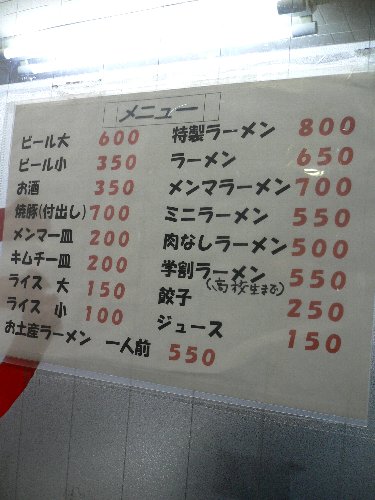 メニュー
ビール大 600
ビール小 350
お酒 350
焼豚(付出し) 700
メンマー皿 200
キムチー皿 200
ライス 大 150
ライス 小 100
お土産ラーメン 一人前 550
特製ラーメン 800
ラーメン 650
メンマラーメン 700
ミニラーメン 550
肉なしラーメン 500
学割ラーメン 550
(高校生まで)
餃子 250
ジュース 150